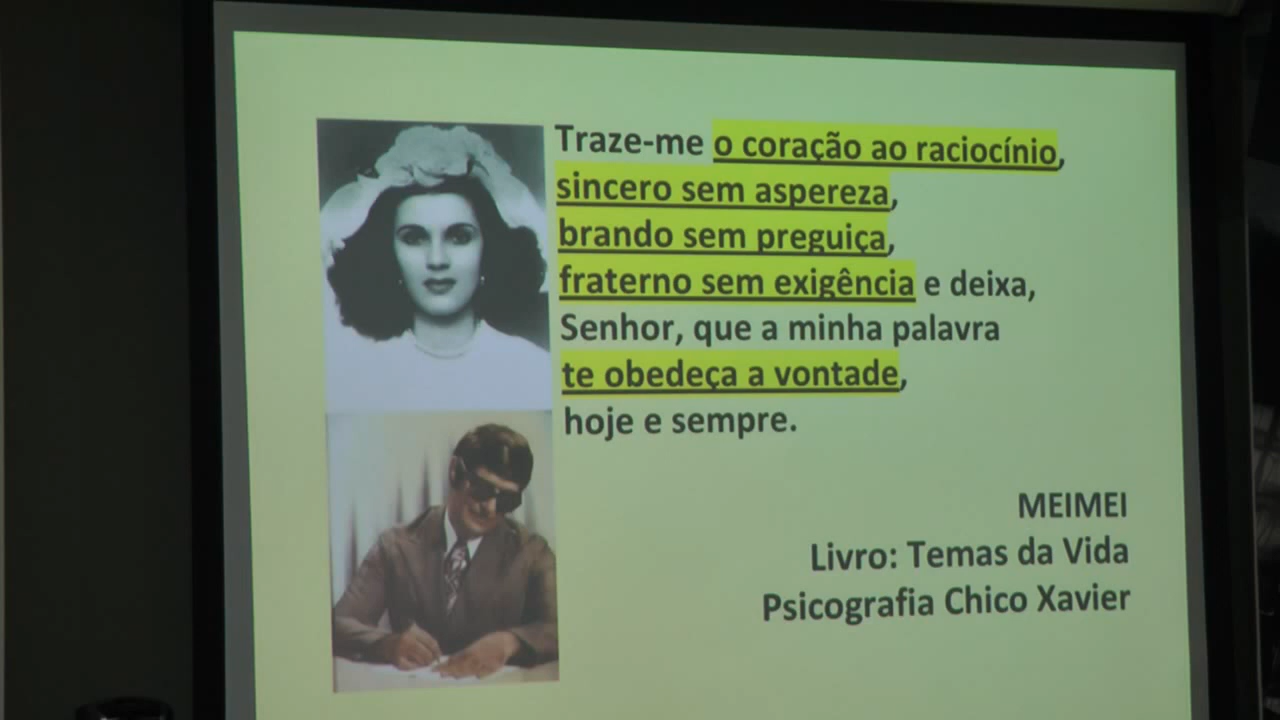 Traze-me o coração ao raciocínio,
sincero sem aspereza,
brando sem preguiça,
fraterno sem exigência e deixa,
Senhor, que a minha palavra
te obedeça a vontade,
hoje e sempre.
MEIMEI
Livro: Temas da Vida
Psicografia Chico Xavier